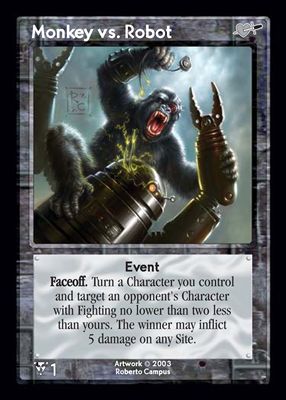 Monkey vs. Robot
Event
Faceoff. Turn a Character you control
and target an opponent's Character
with Fighting no lower than two less
than yours. The winner may inflict
5 damage on any Site.
1
Artwork © 2003
Roberto Campus